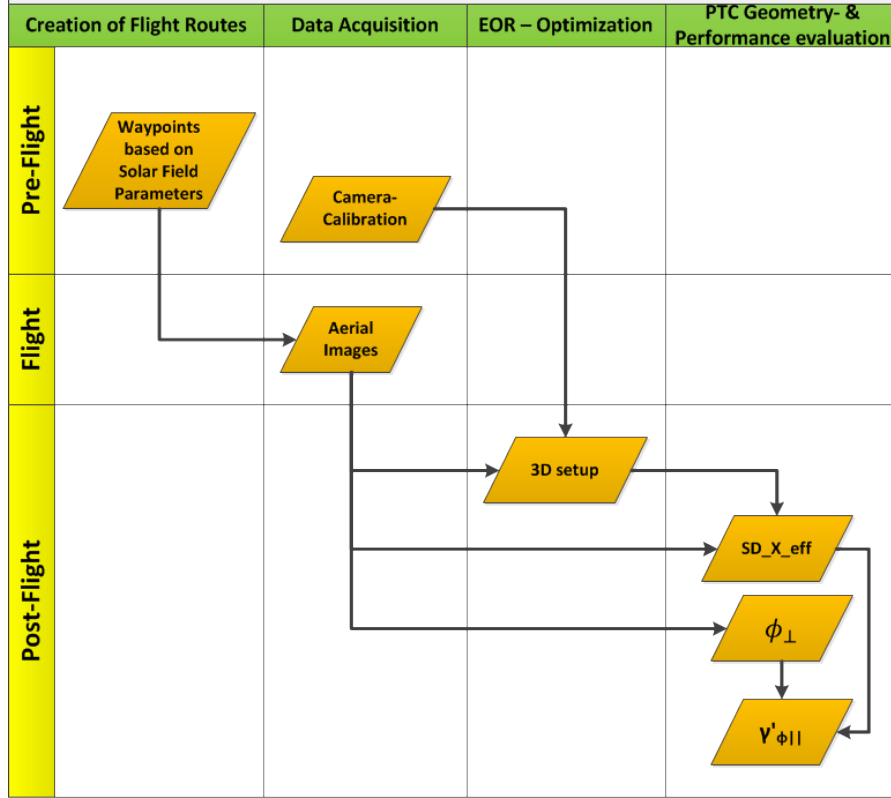 Creation of Flight Routes
Data Acquisition
EOR – Optimization
PTC Geometry- &
Performance evaluation
Pre-Flight
Waypoints
based on
Solar Field
Parameters
Camera-
Calibration
Flight
Aerial
Images
Post-Flight
3D setup
SD_X_eff
ϕ⊥
γ'ϕ||